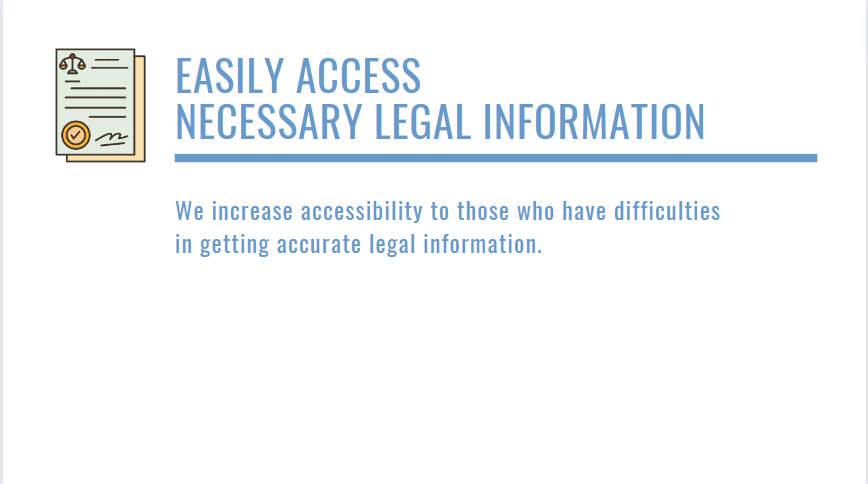 EASILY ACCESS
NECESSARY LEGAL INFORMATION
We increase accessibility to those who have difficulties
in getting accurate legal information.